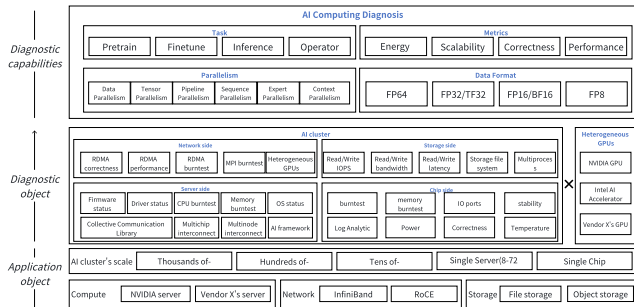 AI Computing Diagnosis
Diagnostic
capabilities
Task
Pretrain
Finetune
Inference
Operator
Metrics
Energy
Scalability
Correctness
Performance
Parallelism
Data
Parallelism
Tensor
Parallelism
Pipeline
Parallelism
Sequence
Parallelism
Expert
Parallelism
Context
Parallelism
Data Format
FP64
FP32/TF32
FP16/BF16
FP8
Diagnostic
object
AI cluster
Network side
RDMA
correctness
RDMA
performance
RDMA
burntest
MPI burntest
Heterogeneous
GPUs
Storage side
Read/Write
IOPS
Read/Write
bandwidth
Read/Write
latency
Storage file
system
Multiproces
s
Server side
Firmware
status
Driver status
CPU burntest
Memory
burntest
OS status
Collective Communication
Library
Multichip
interconnect
Multinode
interconnect
AI framework
Chip side
burntest
memory
burntest
IO ports
stability
Log Analytic
Power
Correctness
Temperature
×
Heterogeneous
GPUs
NVIDIA GPU
Intel AI
Accelerator
Vendor X's GPU
Application
object
AI cluster's scale
Thousands of-
Hundreds of-
Tens of-
Single Server(8-72
Single Chip
Compute
NVIDIA server
Vendor X's server
Network
InfiniBand
RoCE
Storage
File storage
Object storage